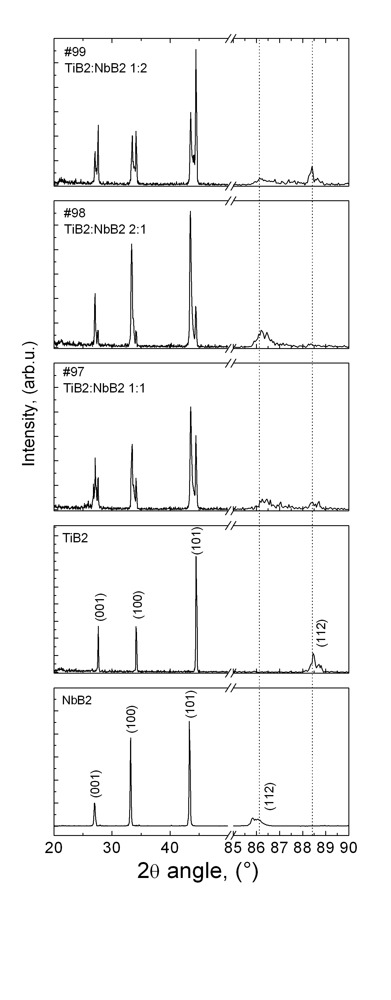 #99
TiB2:NbB2 1:2
#98
TiB2:NbB2 2:1
#97
TiB2:NbB2 1:1
Intensity, (arb.u.)
TiB2
(001)
(100)
(101)
(112)
NbB2
(001)
(100)
(101)
(112)
20 30 40 85 86 87 88 89 90
2θ angle, (°)